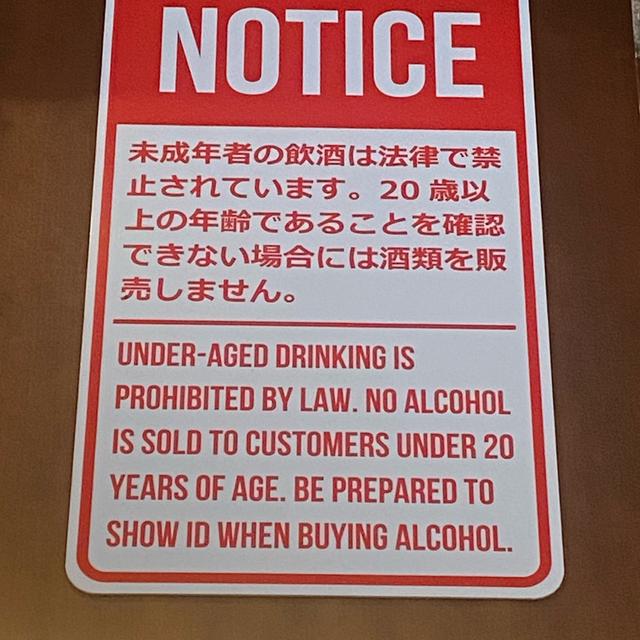 NOTICE
未成年者の飲酒は法律で禁
止されています。20 歳以
上の年齢であることを確認
できない場合には酒類を販
売しません。
UNDER-AGED DRINKING IS
PROHIBITED BY LAW. NO ALCOHOL
IS SOLD TO CUSTOMERS UNDER 20
YEARS OF AGE. BE PREPARED TO
SHOW ID WHEN BUYING ALCOHOL.